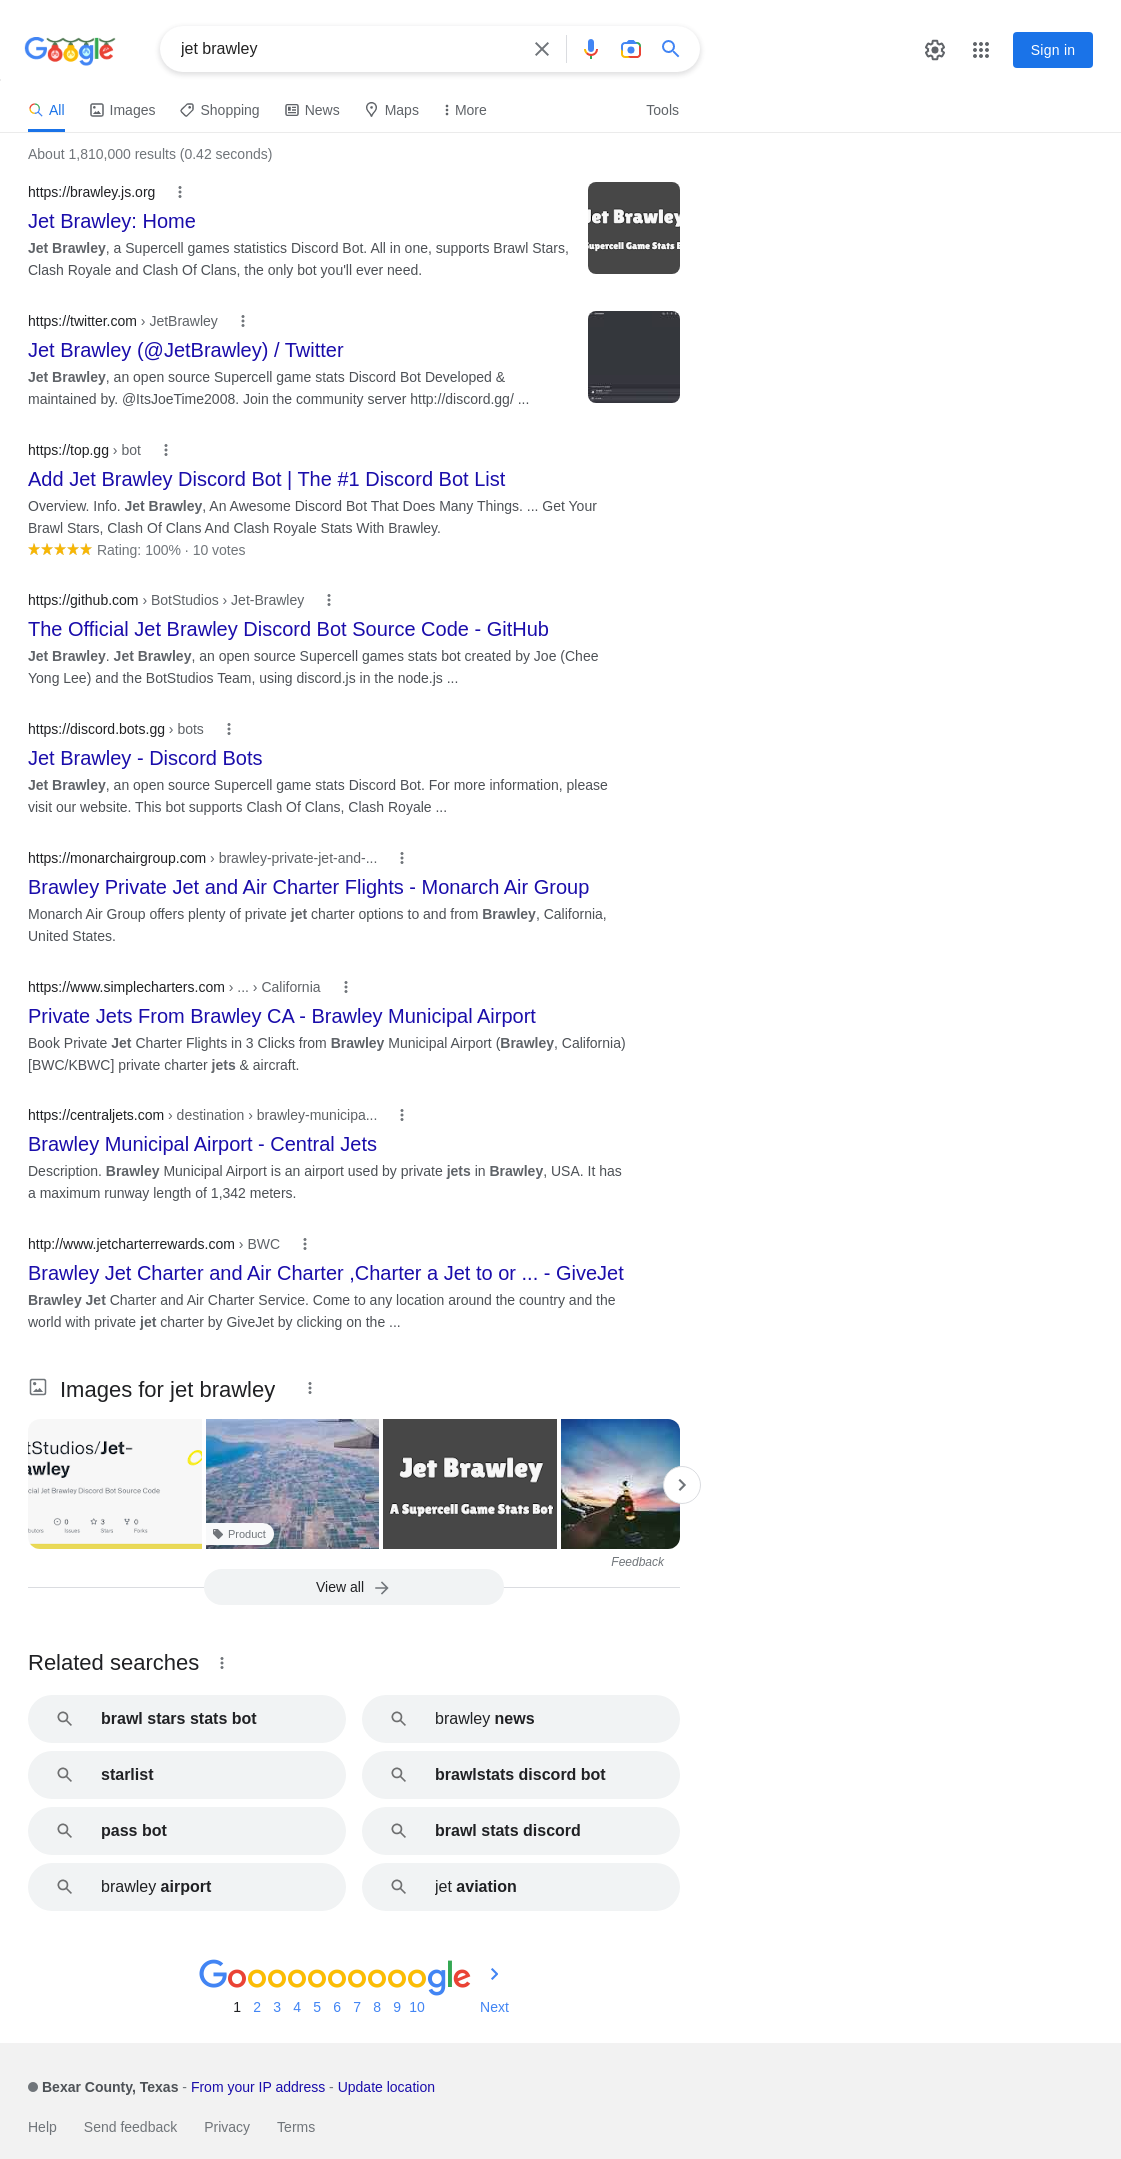 Google
jet brawley
Sign in
All
Images
Shopping
News
Maps
More
Tools
About 1,810,000 results (0.42 seconds)
https://brawley.js.org
Jet Brawley: Home
Jet Brawley, a Supercell games statistics Discord Bot. All in one, supports Brawl Stars,
Clash Royale and Clash Of Clans, the only bot you'll ever need.
Jet Brawley
Supercell Game Stats B
https://twitter.com › JetBrawley
Jet Brawley (@JetBrawley) / Twitter
Jet Brawley, an open source Supercell game stats Discord Bot Developed &
maintained by. @ItsJoeTime2008. Join the community server http://discord.gg/ ...
https://top.gg › bot
Add Jet Brawley Discord Bot | The #1 Discord Bot List
Overview. Info. Jet Brawley, An Awesome Discord Bot That Does Many Things. ... Get Your
Brawl Stars, Clash Of Clans And Clash Royale Stats With Brawley.
Rating: 100% · 10 votes
https://github.com › BotStudios › Jet-Brawley
The Official Jet Brawley Discord Bot Source Code - GitHub
Jet Brawley. Jet Brawley, an open source Supercell games stats bot created by Joe (Chee
Yong Lee) and the BotStudios Team, using discord.js in the node.js ...
https://discord.bots.gg › bots
Jet Brawley - Discord Bots
Jet Brawley, an open source Supercell game stats Discord Bot. For more information, please
visit our website. This bot supports Clash Of Clans, Clash Royale ...
https://monarchairgroup.com › brawley-private-jet-and-...
Brawley Private Jet and Air Charter Flights - Monarch Air Group
Monarch Air Group offers plenty of private jet charter options to and from Brawley, California,
United States.
https://www.simplecharters.com › ... › California
Private Jets From Brawley CA - Brawley Municipal Airport
Book Private Jet Charter Flights in 3 Clicks from Brawley Municipal Airport (Brawley, California)
[BWC/KBWC] private charter jets & aircraft.
https://centraljets.com › destination › brawley-municipa...
Brawley Municipal Airport - Central Jets
Description. Brawley Municipal Airport is an airport used by private jets in Brawley, USA. It has
a maximum runway length of 1,342 meters.
http://www.jetcharterrewards.com › BWC
Brawley Jet Charter and Air Charter ,Charter a Jet to or ... - GiveJet
Brawley Jet Charter and Air Charter Service. Come to any location around the country and the
world with private jet charter by GiveJet by clicking on the ...
Images for jet brawley
tStudios/Jet-
awley
cial Jet Brawley Discord Bot Source Code
0
3
0
butors
Issues
Stars
Forks
Product
Jet Brawley
A Supercell Game Stats Bot
Feedback
View all
Related searches
brawl stars stats bot
brawley news
starlist
brawlstats discord bot
pass bot
brawl stats discord
brawley airport
jet aviation
Goooooooooogle
1 2 3 4 5 6 7 8 9 10 Next
Bexar County, Texas - From your IP address - Update location
Help
Send feedback
Privacy
Terms